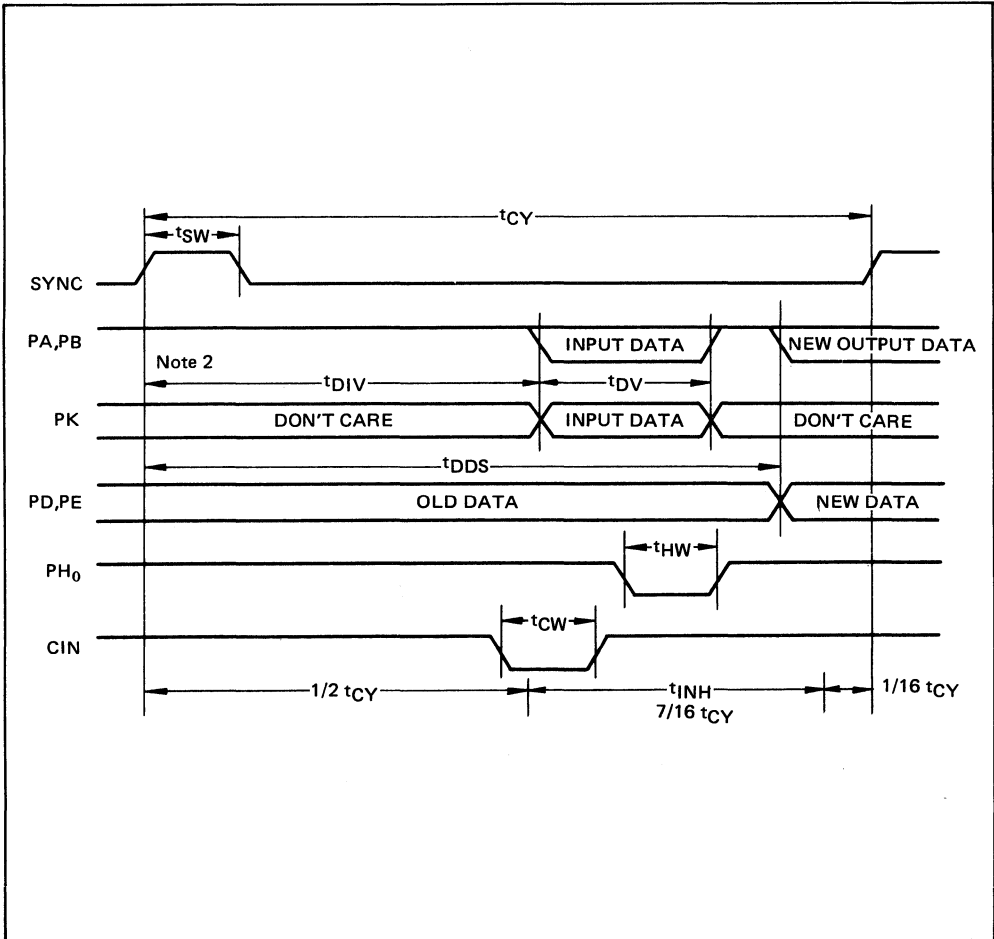 tCY
tSW
SYNC
PA,PB INPUT DATA NEW OUTPUT DATA
Note 2
tDIV tDV
PK DON'T CARE INPUT DATA DON'T CARE
tDDS
PD,PE OLD DATA NEW DATA
tHW
PH0
tCW
CIN
1/2 tCY tINH 1/16 tCY
7/16 tCY